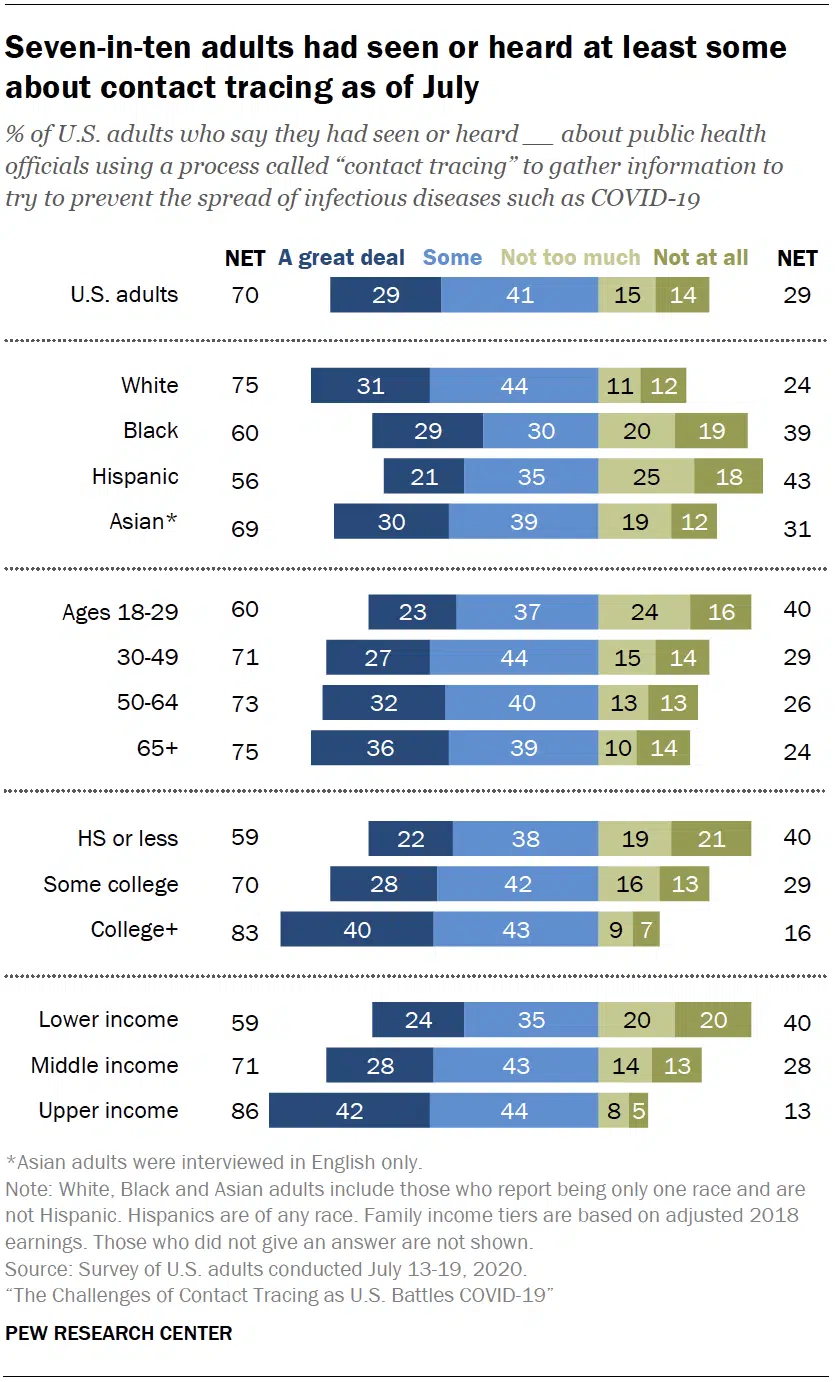 Seven-in-ten adults had seen or heard at least some
about contact tracing as of July
% of U.S. adults who say they had seen or heard __ about public health
officials using a process called “contact tracing” to gather information to
try to prevent the spread of infectious diseases such as COVID-19
NET A great deal Some Not too much Not at all NET
U.S. adults 70 29 41 15 14 29
White 75 31 44 11 12 24
Black 60 29 30 20 19 39
Hispanic 56 21 35 25 18 43
Asian* 69 30 39 19 12 31
Ages 18-29 60 23 37 24 16 40
30-49 71 27 44 15 14 29
50-64 73 32 40 13 13 26
65+ 75 36 39 10 14 24
HS or less 59 22 38 19 21 40
Some college 70 28 42 16 13 29
College+ 83 40 43 9 7 16
Lower income 59 24 35 20 20 40
Middle income 71 28 43 14 13 28
Upper income 86 42 44 8 5 13
*Asian adults were interviewed in English only.
Note: White, Black and Asian adults include those who report being only one race and are
not Hispanic. Hispanics are of any race. Family income tiers are based on adjusted 2018
earnings. Those who did not give an answer are not shown.
Source: Survey of U.S. adults conducted July 13-19, 2020.
“The Challenges of Contact Tracing as U.S. Battles COVID-19”
PEW RESEARCH CENTER